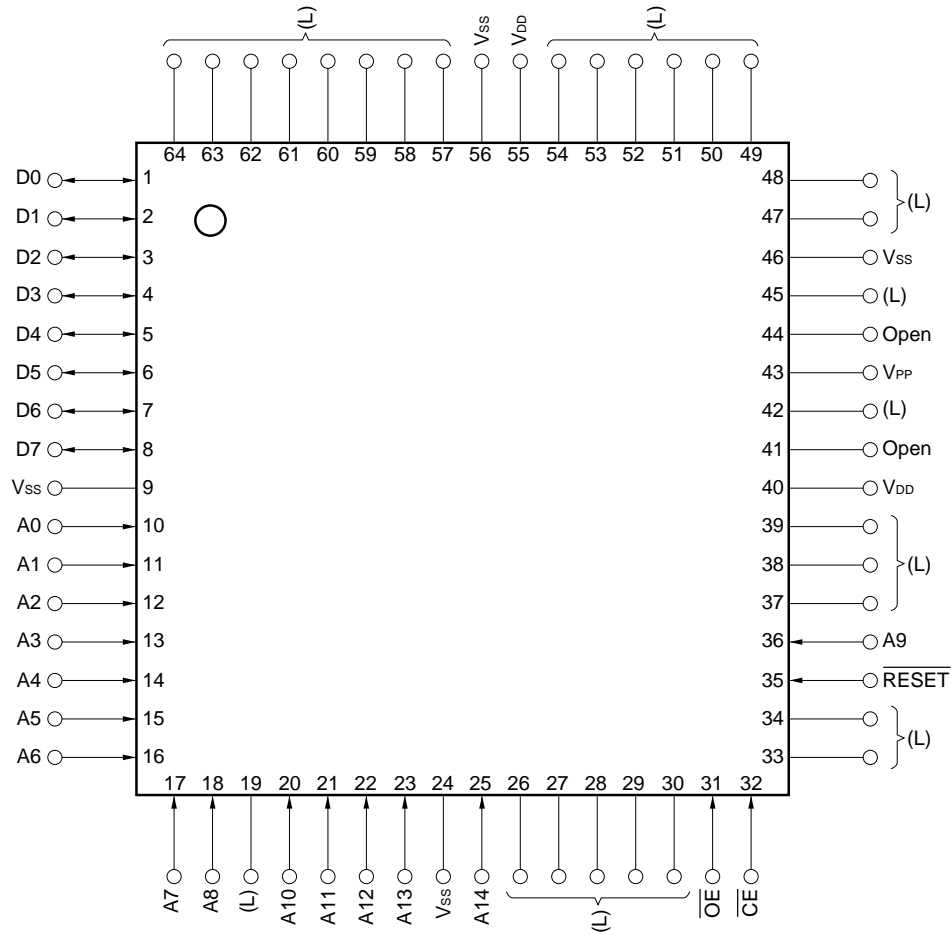 (L) VSS VDD (L)
64 63 62 61 60 59 58 57 56 55 54 53 52 51 50 49
D0 1 48
D1 2 47 (L)
D2 3 46 VSS
D3 4 45 (L)
D4 5 44 Open
D5 6 43 VPP
D6 7 42 (L)
D7 8 41 Open
VSS 9 40 VDD
A0 10 39
A1 11 38 (L)
A2 12 37
A3 13 36 A9
A4 14 35 RESET
A5 15 34 (L)
A6 16 33
17 18 19 20 21 22 23 24 25 26 27 28 29 30 31 32
A7 A8 (L) A10 A11 A12 A13 VSS A14 (L) OE CE